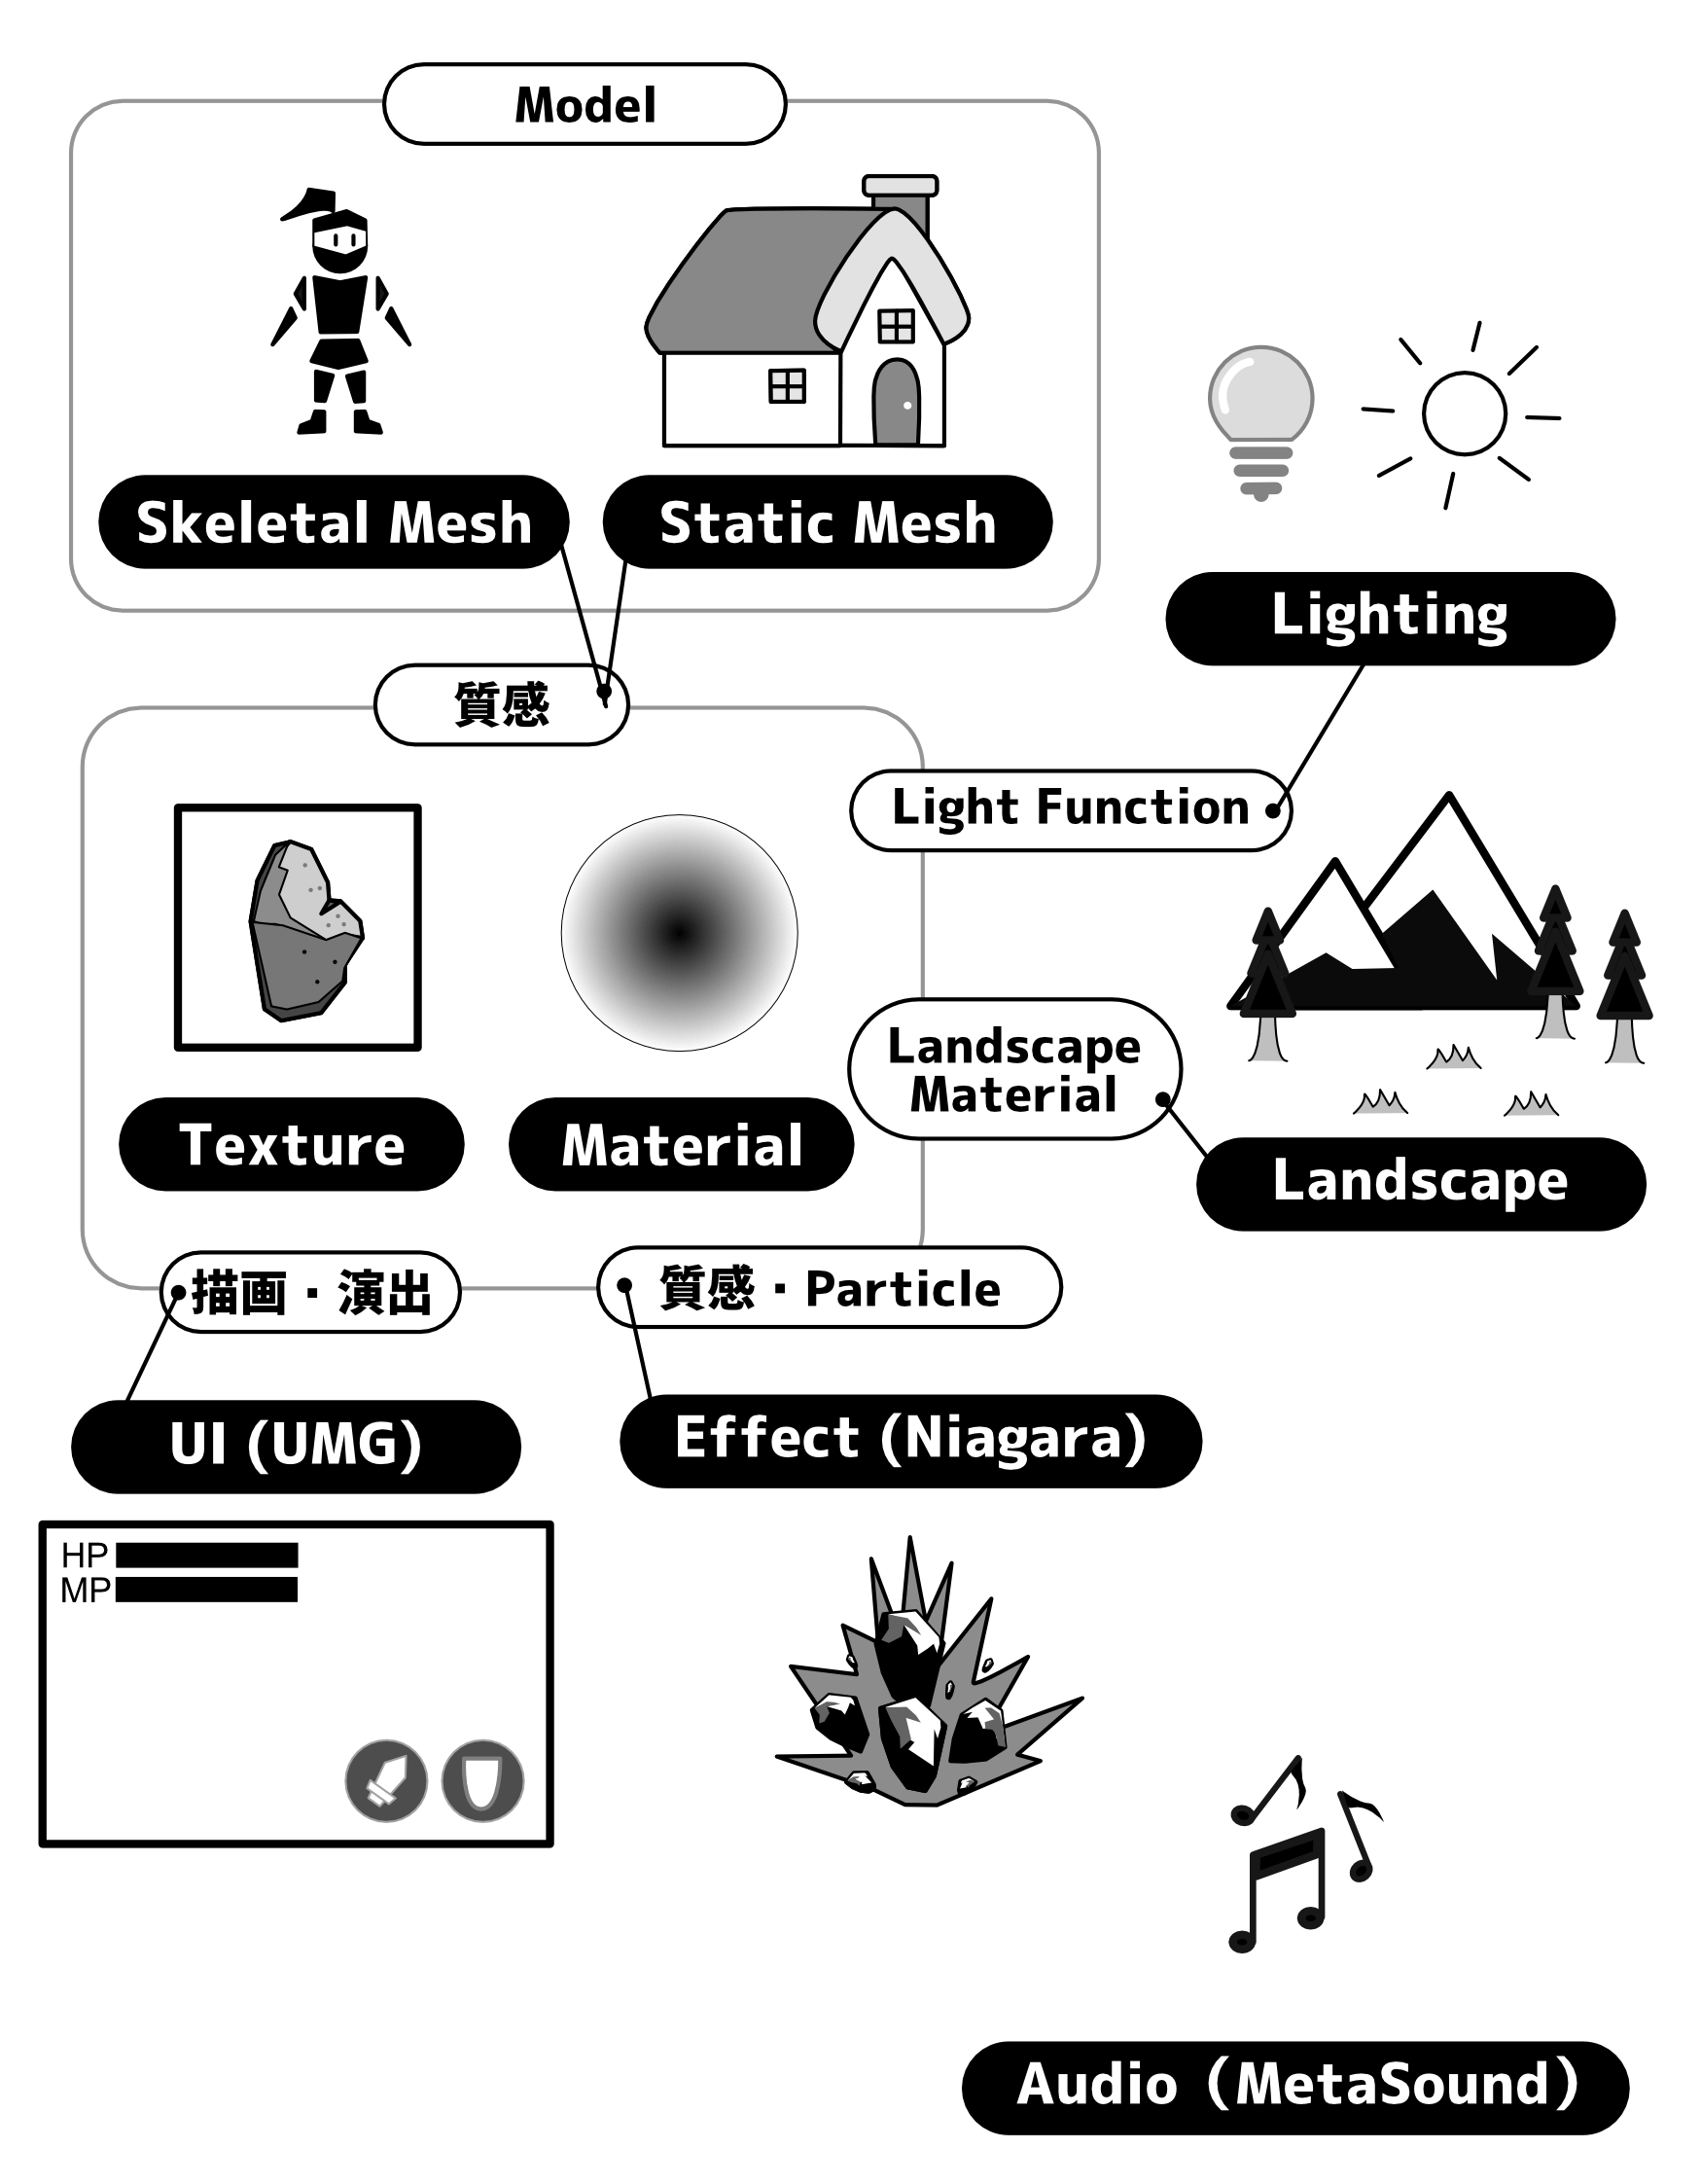 Model
Skeletal Mesh
Static Mesh
Lighting
質感
Light Function
Landscape
Material
Texture
Material
Landscape
描画・演出
質感・Particle
UI (UMG)
Effect (Niagara)
HP
MP
Audio（MetaSound）